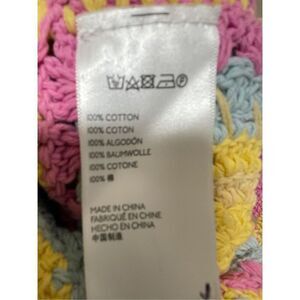 100% COTTON
100% COTON
100% ALGODÓN
100% BAUMWOLLE
100% COTONE
100% 棉
MADE IN CHINA
FABRIQUÉ EN CHINE
HECHO EN CHINA
中国制造